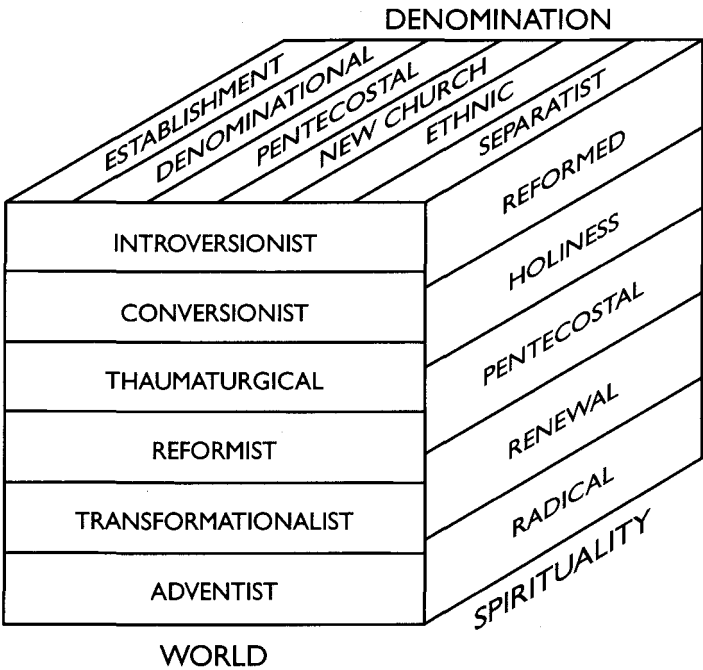 DENOMINATION
ESTABLISHMENT
DENOMINATIONAL
PENTECOSTAL
NEW CHURCH
ETHNIC
SEPARATIST
INTROVERSIONIST
CONVERSIONIST
THAUMATURGICAL
REFORMIST
TRANSFORMATIONALIST
ADVENTIST
WORLD
REFORMED
HOLINESS
PENTECOSTAL
RENEWAL
RADICAL
SPIRITUALITY